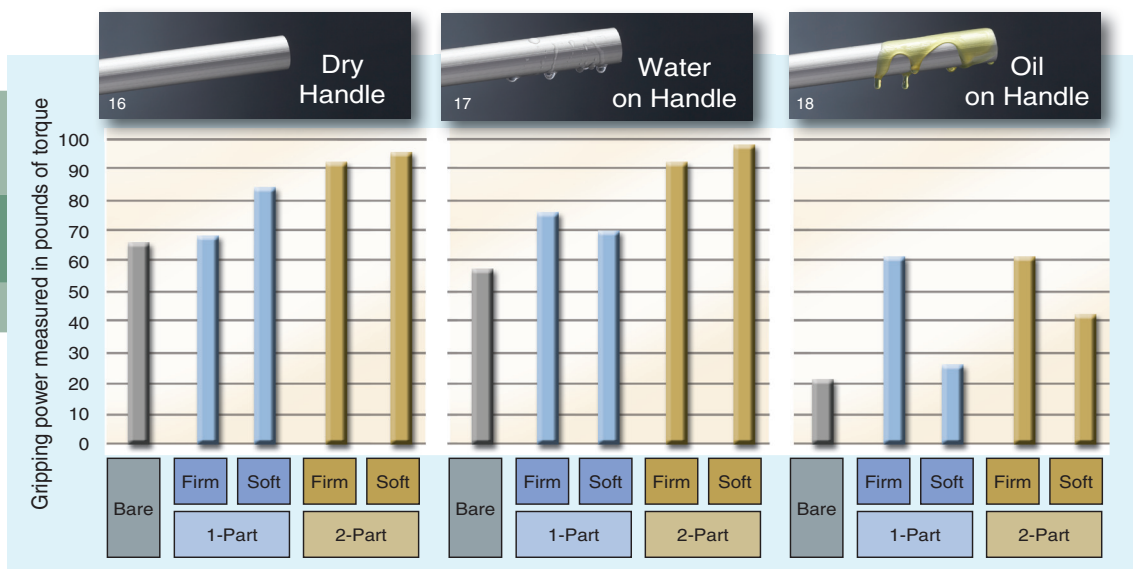 16
Dry
Handle
17
Water
on Handle
18
Oil
on Handle
Gripping power measured in pounds of torque
100
90
80
70
60
50
40
30
20
10
0
Bare
Firm
Soft
Firm
Soft
1-Part
2-Part
Bare
Firm
Soft
Firm
Soft
1-Part
2-Part
Bare
Firm
Soft
Firm
Soft
1-Part
2-Part